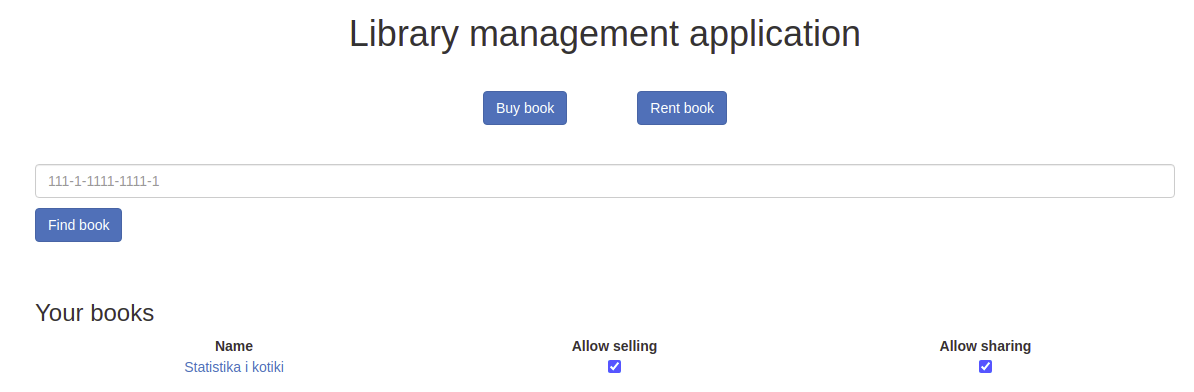 Library management application
Buy book Rent book
111-1-1111-1111-1
Find book
Your books
Name Allow selling Allow sharing
Statistika i kotiki